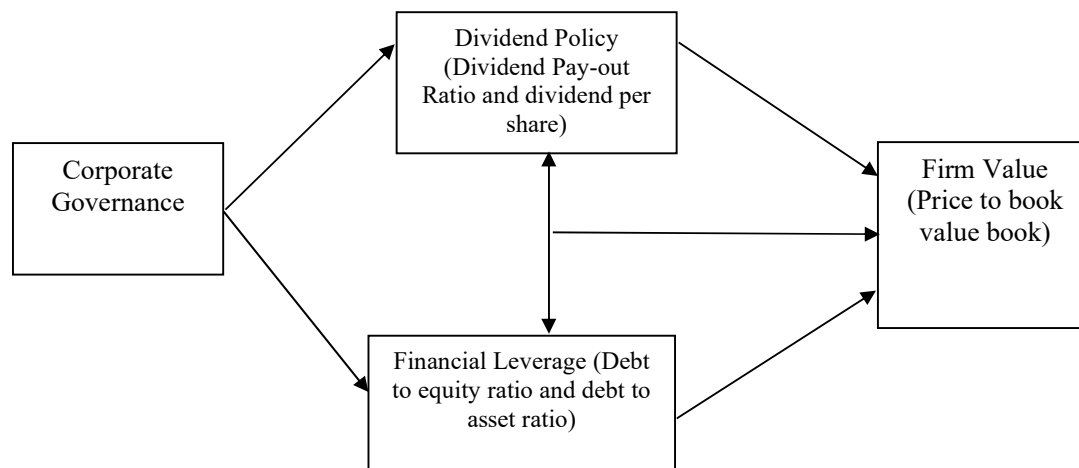 Dividend Policy
(Dividend Pay-out
Ratio and dividend per
share)
Corporate
Governance
Firm Value
(Price to book
value book)
Financial Leverage (Debt
to equity ratio and debt to
asset ratio)